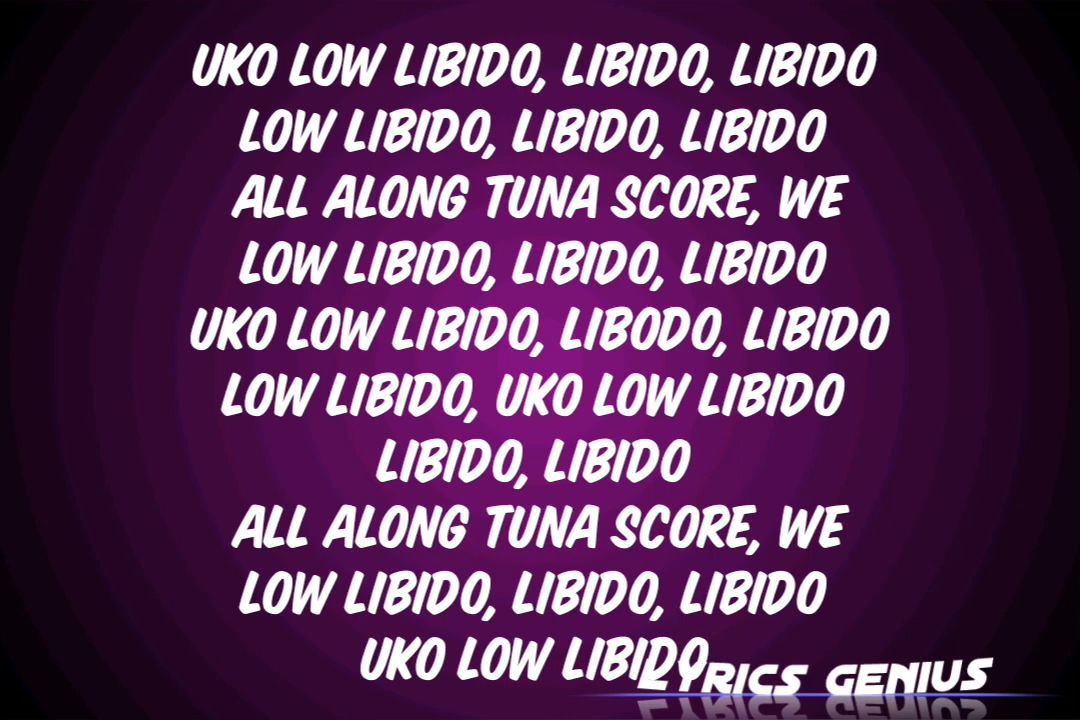 UKO LOW LIBIDO, LIBIDO, LIBIDO
LOW LIBIDO, LIBIDO, LIBIDO
ALL ALONG TUNA SCORE, WE
LOW LIBIDO, LIBIDO, LIBIDO
UKO LOW LIBIDO, LIBODO, LIBIDO
LOW LIBIDO, UKO LOW LIBIDO
LIBIDO, LIBIDO
ALL ALONG TUNA SCORE, WE
LOW LIBIDO, LIBIDO, LIBIDO
UKO LOW LIBIDO
LYRICS GENIUS